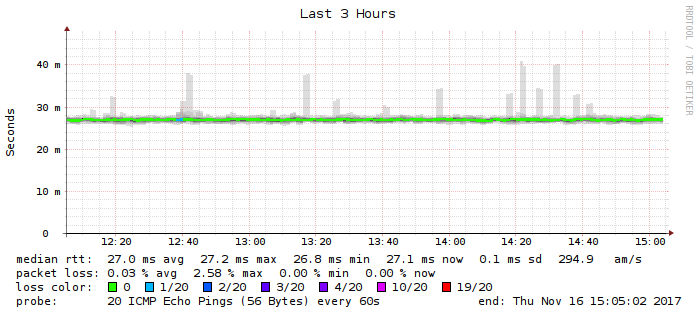 Last 3 Hours
RRDTOOL / TOBI OETIKER
Seconds
40 m
30 m
20 m
10 m
0
12:20 12:40 13:00 13:20 13:40 14:00 14:20 14:40 15:00
median rtt: 27.0 ms avg 27.2 ms max 26.8 ms min 27.1 ms now 0.1 ms sd 294.9 am/s
packet loss: 0.03 % avg 2.58 % max 0.00 % min 0.00 % now
loss color: 0 1/20 2/20 3/20 4/20 10/20 19/20
probe: 20 ICMP Echo Pings (56 Bytes) every 60s end: Thu Nov 16 15:05:02 2017